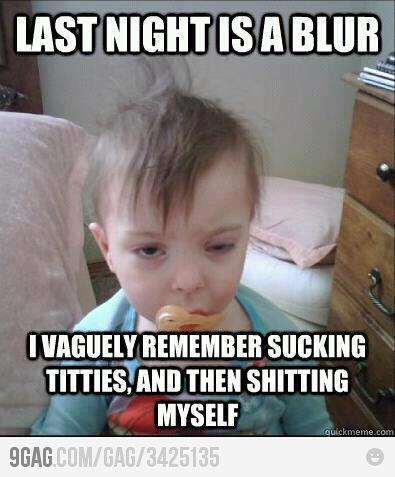 LAST NIGHT IS A BLUR
I VAGUELY REMEMBER SUCKING
TITTIES, AND THEN SHITTING
MYSELF
quickmeme.com
9GAG.COM/GAG/3425135